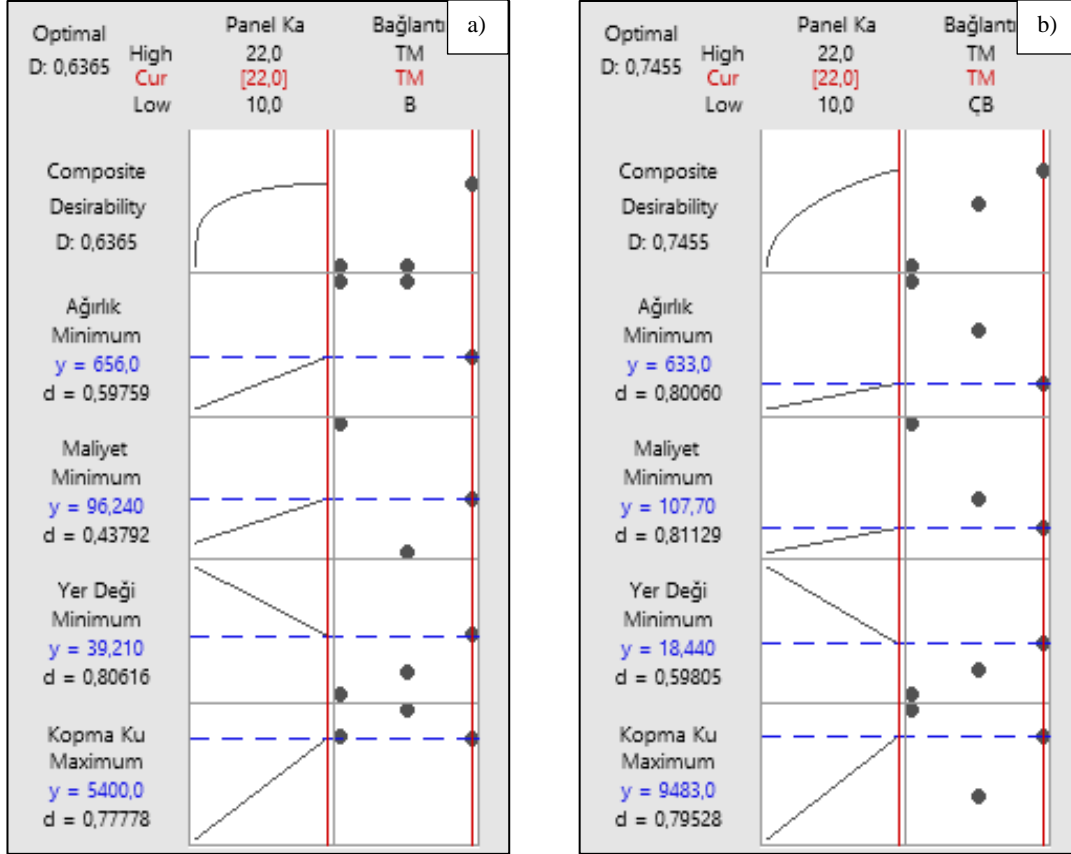 a)
Optimal
D: 0,6365
High
Cur
Low
Panel Ka
22,0
[22,0]
10,0
Bağlantı
TM
TM
B
Composite
Desirability
D: 0,6365
Ağırlık
Minimum
y = 656,0
d = 0,59759
Maliyet
Minimum
y = 96,240
d = 0,43792
Yer Deği
Minimum
y = 39,210
d = 0,80616
Kopma Ku
Maximum
y = 5400,0
d = 0,77778
b)
Optimal
D: 0,7455
High
Cur
Low
Panel Ka
22,0
[22,0]
10,0
Bağlantı
TM
TM
ÇB
Composite
Desirability
D: 0,7455
Ağırlık
Minimum
y = 633,0
d = 0,80060
Maliyet
Minimum
y = 107,70
d = 0,81129
Yer Deği
Minimum
y = 18,440
d = 0,59805
Kopma Ku
Maximum
y = 9483,0
d = 0,79528